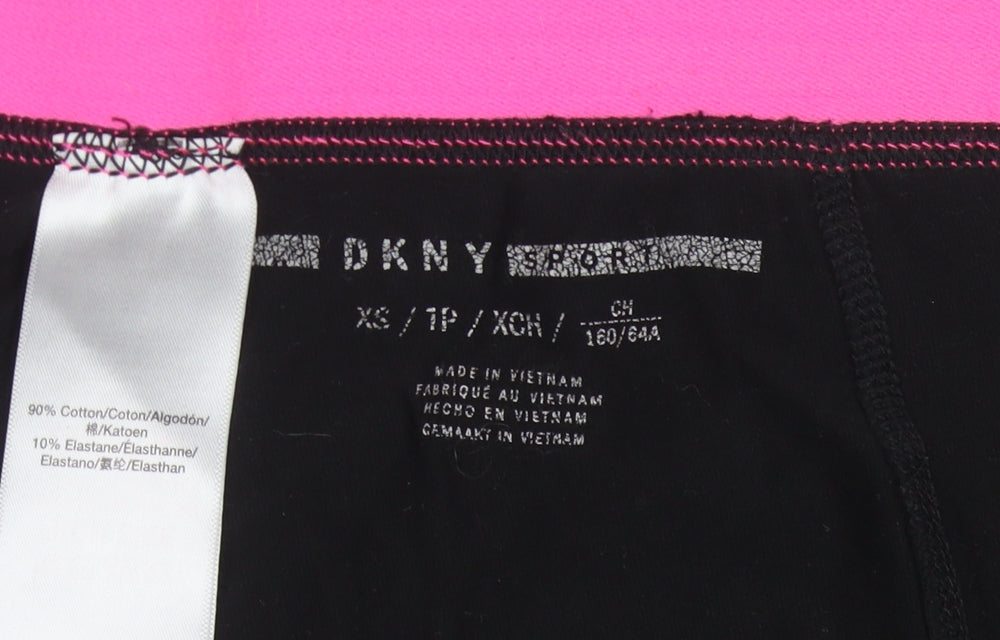 DKNY SPORT
XS / 1P / XCH / CH 160/64A
MADE IN VIETNAM
FABRIQUÉ AU VIETNAM
HECHO EN VIETNAM
GEMAAKT IN VIETNAM
90% Cotton/Coton/Algodón/
棉/Katoen
10% Elastane/Élasthanne/
Elastano/氨纶/Elasthan